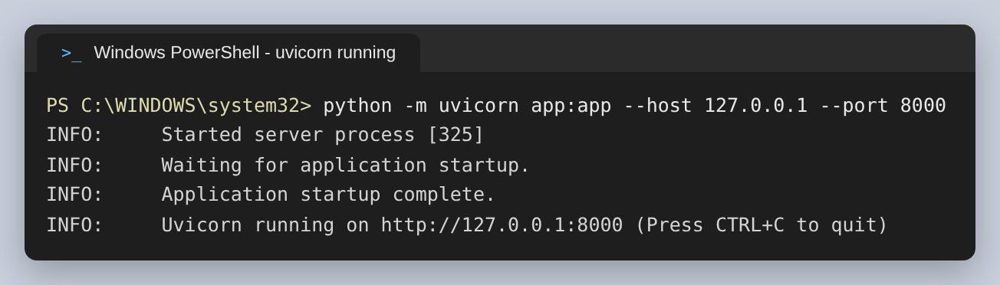 >_ Windows PowerShell - uvicorn running
PS C:\WINDOWS\system32> python -m uvicorn app:app --host 127.0.0.1 --port 8000
INFO:     Started server process [325]
INFO:     Waiting for application startup.
INFO:     Application startup complete.
INFO:     Uvicorn running on http://127.0.0.1:8000 (Press CTRL+C to quit)